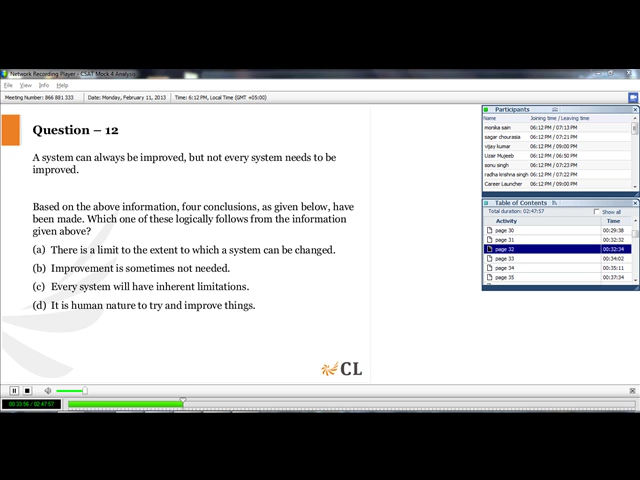 Network Recording Player - CSAT Mock 4 Analysis
File View Info Help
Meeting Number: 866 881 333 Date: Monday, February 11, 2013 Time: 6:12 PM, Local Time (GMT +05:00)
Question – 12
A system can always be improved, but not every system needs to be
improved.
Based on the above information, four conclusions, as given below, have
been made. Which one of these logically follows from the information
given above?
(a) There is a limit to the extent to which a system can be changed.
(b) Improvement is sometimes not needed.
(c) Every system will have inherent limitations.
(d) It is human nature to try and improve things.
CL
Participants
Name Joining time / Leaving time
monika sain 06:12 PM / 07:13 PM
sagar chourasia 06:12 PM / 07:21 PM
vijay kumar 06:12 PM / 09:00 PM
Uzair Mujeeb 06:12 PM / 06:50 PM
sonu singh 06:12 PM / 07:23 PM
radha krishna singh 06:12 PM / 07:22 PM
Career Launcher 06:12 PM / 09:00 PM
Table of Contents
Total duration: 02:47:57 Show all
Activity Time
page 30 00:29:38
page 31 00:32:32
page 32 00:32:34
page 33 00:34:02
page 34 00:35:11
page 35 00:37:34
00:33:56 / 02:47:57